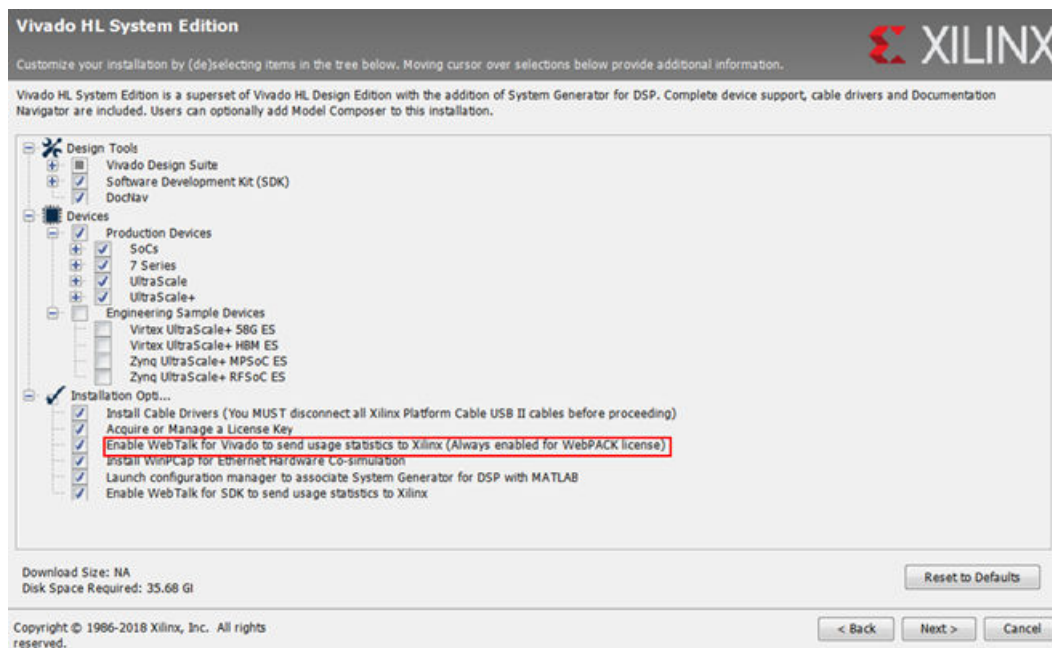 Vivado HL System Edition
XILINX
Customize your installation by (de)selecting items in the tree below. Moving cursor over selections below provide additional information.
Vivado HL System Edition is a superset of Vivado HL Design Edition with the addition of System Generator for DSP. Complete device support, cable drivers and Documentation
Navigator are included. Users can optionally add Model Composer to this installation.
Design Tools
Vivado Design Suite
Software Development Kit (SDK)
DocNav
Devices
Production Devices
SoCs
7 Series
UltraScale
UltraScale+
Engineering Sample Devices
Virtex UltraScale+ 58G ES
Virtex UltraScale+ HBM ES
Zynq UltraScale+ MPSoC ES
Zynq UltraScale+ RFSoC ES
Installation Opti...
Install Cable Drivers (You MUST disconnect all Xilinx Platform Cable USB II cables before proceeding)
Acquire or Manage a License Key
Enable WebTalk for Vivado to send usage statistics to Xilinx (Always enabled for WebPACK license)
Install WinPCap for Ethernet Hardware Co-simulation
Launch configuration manager to associate System Generator for DSP with MATLAB
Enable WebTalk for SDK to send usage statistics to Xilinx
Download Size: NA
Disk Space Required: 35.68 GI
Reset to Defaults
Copyright © 1986-2018 Xilinx, Inc. All rights
reserved.
< Back
Next >
Cancel